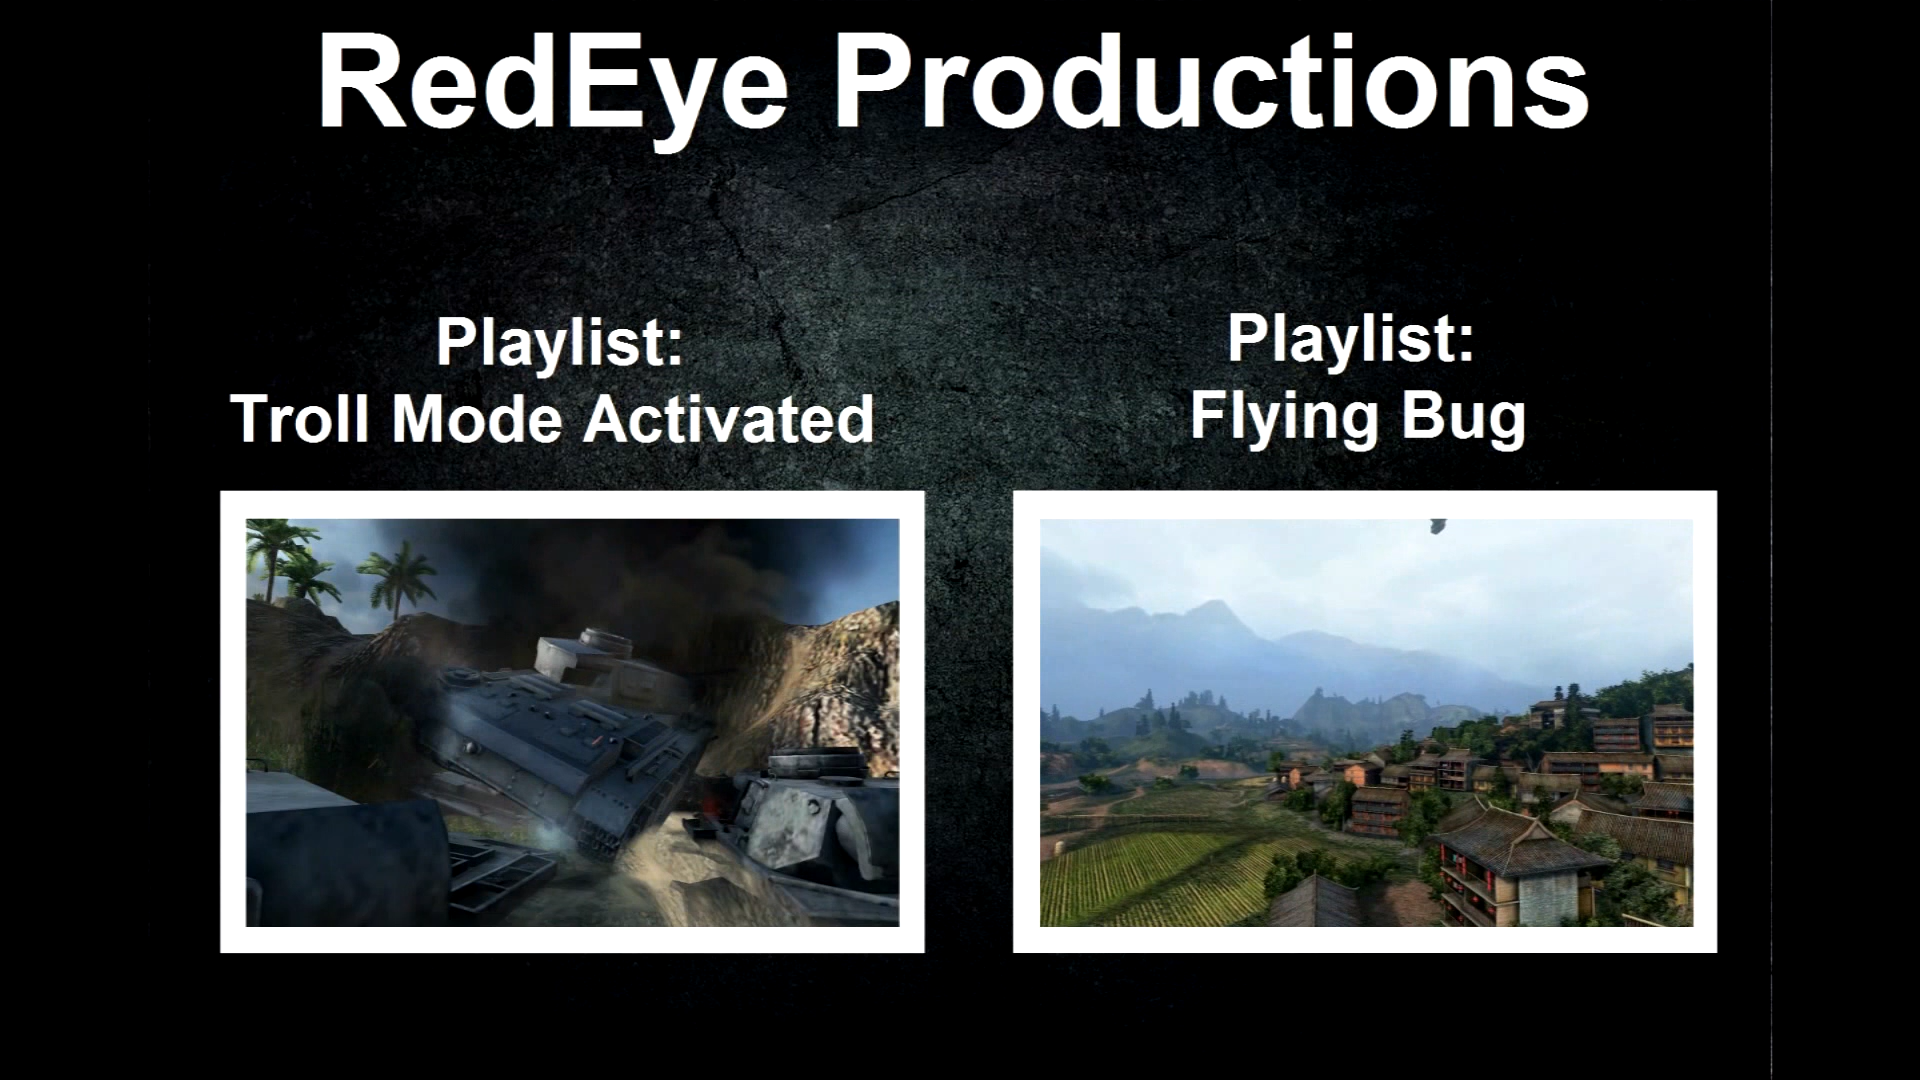 RedEye Productions
Playlist:
Troll Mode Activated
Playlist:
Flying Bug